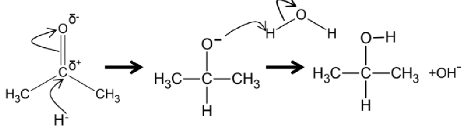 O δ-
C δ+
H₃C CH₃
H-
O–
H₃C–C–CH₃
H
O
H H
O–H
H₃C–C–CH₃ +OH-
H